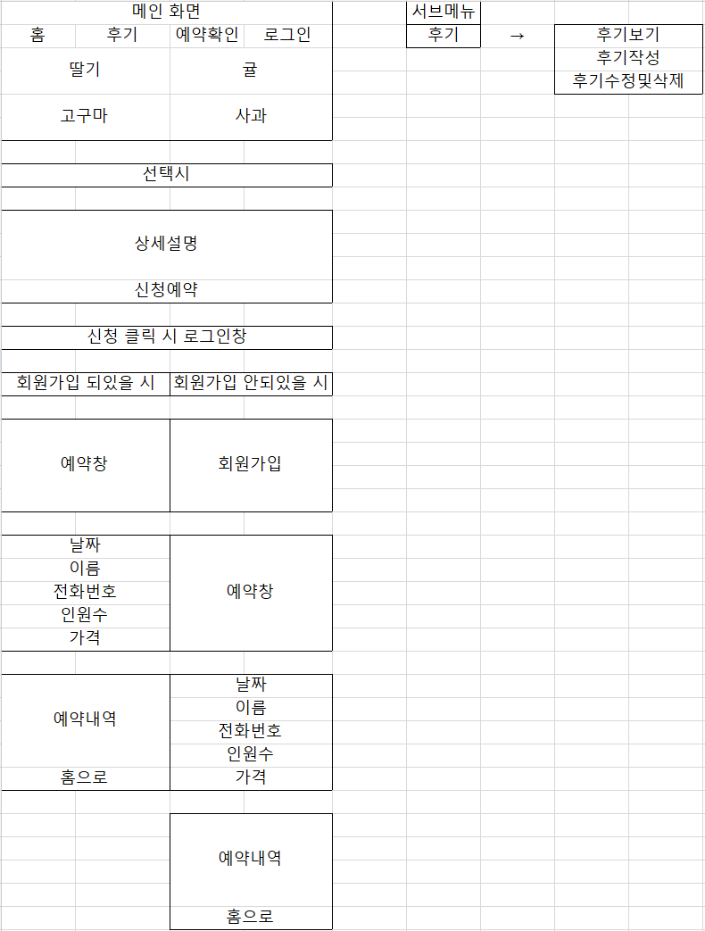 메인 화면
홈 후기 예약확인 로그인
딸기 귤
고구마 사과
서브메뉴
후기 → 후기보기
후기작성
후기수정및삭제
선택시
상세설명
신청예약
신청 클릭 시 로그인창
회원가입 되있을 시 회원가입 안되있을 시
예약창 회원가입
날짜
이름
전화번호
인원수
가격
예약창
예약내역
홈으로
날짜
이름
전화번호
인원수
가격
예약내역
홈으로